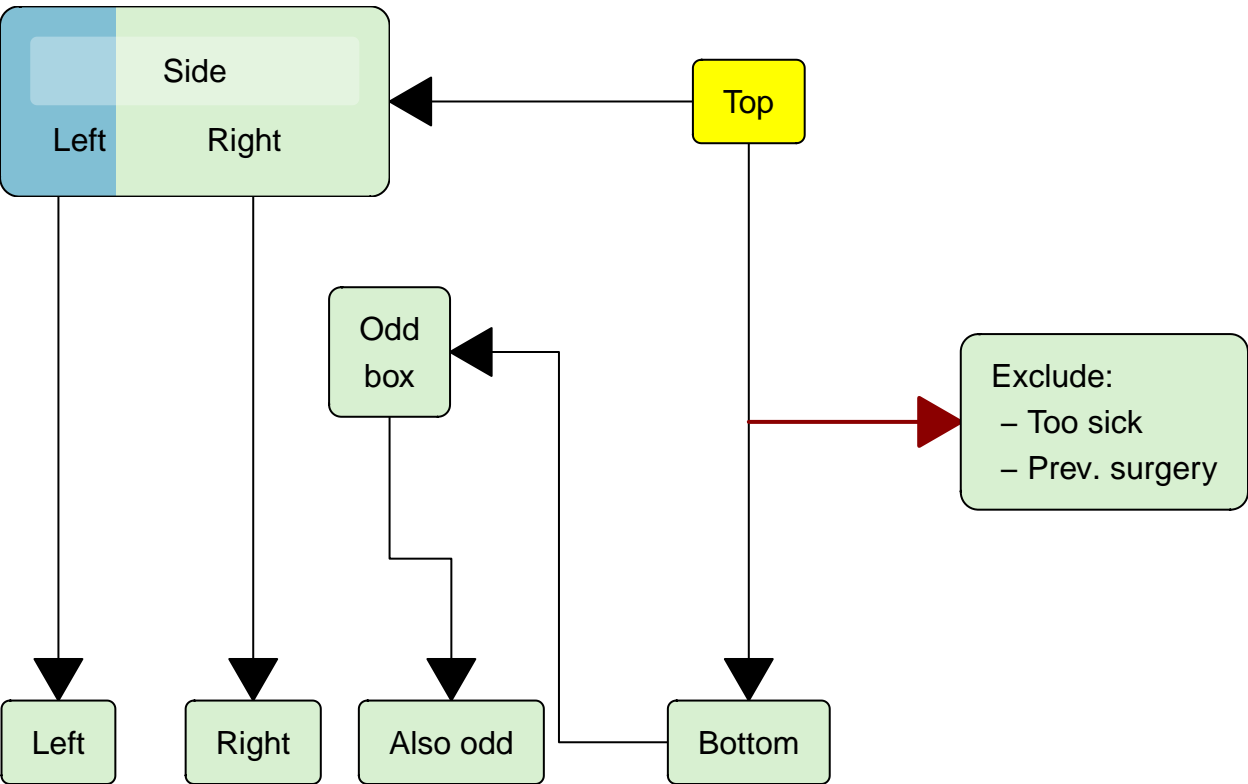 Side
Left
Right
Top
Odd
box
Exclude:
– Too sick
– Prev. surgery
Left
Right
Also odd
Bottom